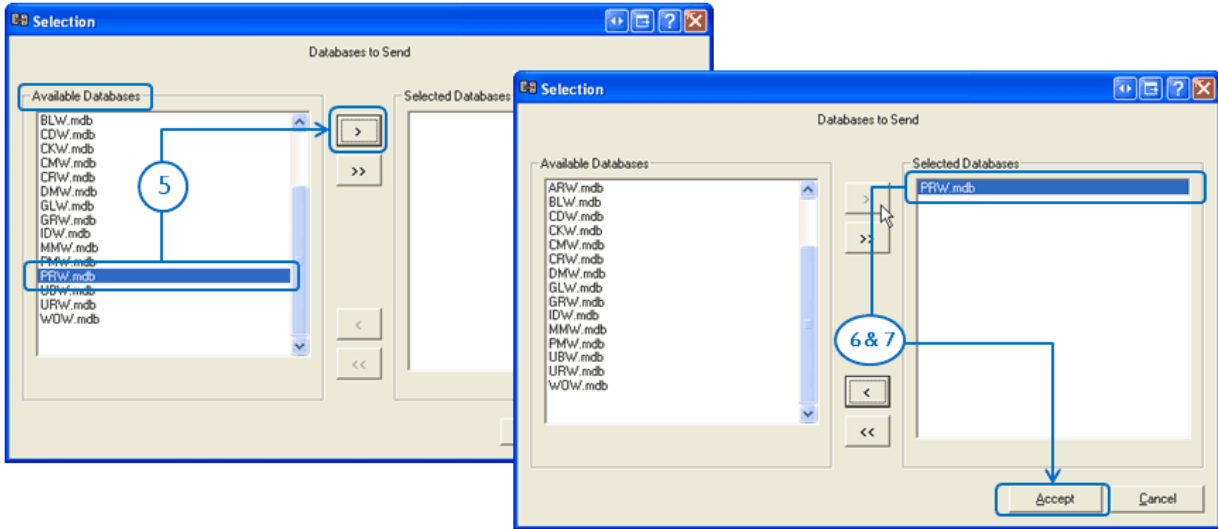 Selection
Databases to Send
Available Databases
Selected Databases
BLW.mdb
CDW.mdb
CKW.mdb
CMW.mdb
CRW.mdb
DMW.mdb
GLW.mdb
GRW.mdb
IDW.mdb
MMW.mdb
PMW.mdb
PRW.mdb
UBW.mdb
URW.mdb
WOW.mdb
>
>>
<
<<
5
Selection
Databases to Send
Available Databases
Selected Databases
ARW.mdb
BLW.mdb
CDW.mdb
CKW.mdb
CMW.mdb
CRW.mdb
DMW.mdb
GLW.mdb
GRW.mdb
IDW.mdb
MMW.mdb
PMW.mdb
UBW.mdb
URW.mdb
WOW.mdb
>
>>
<
<<
PRW.mdb
6 & 7
Accept
Cancel